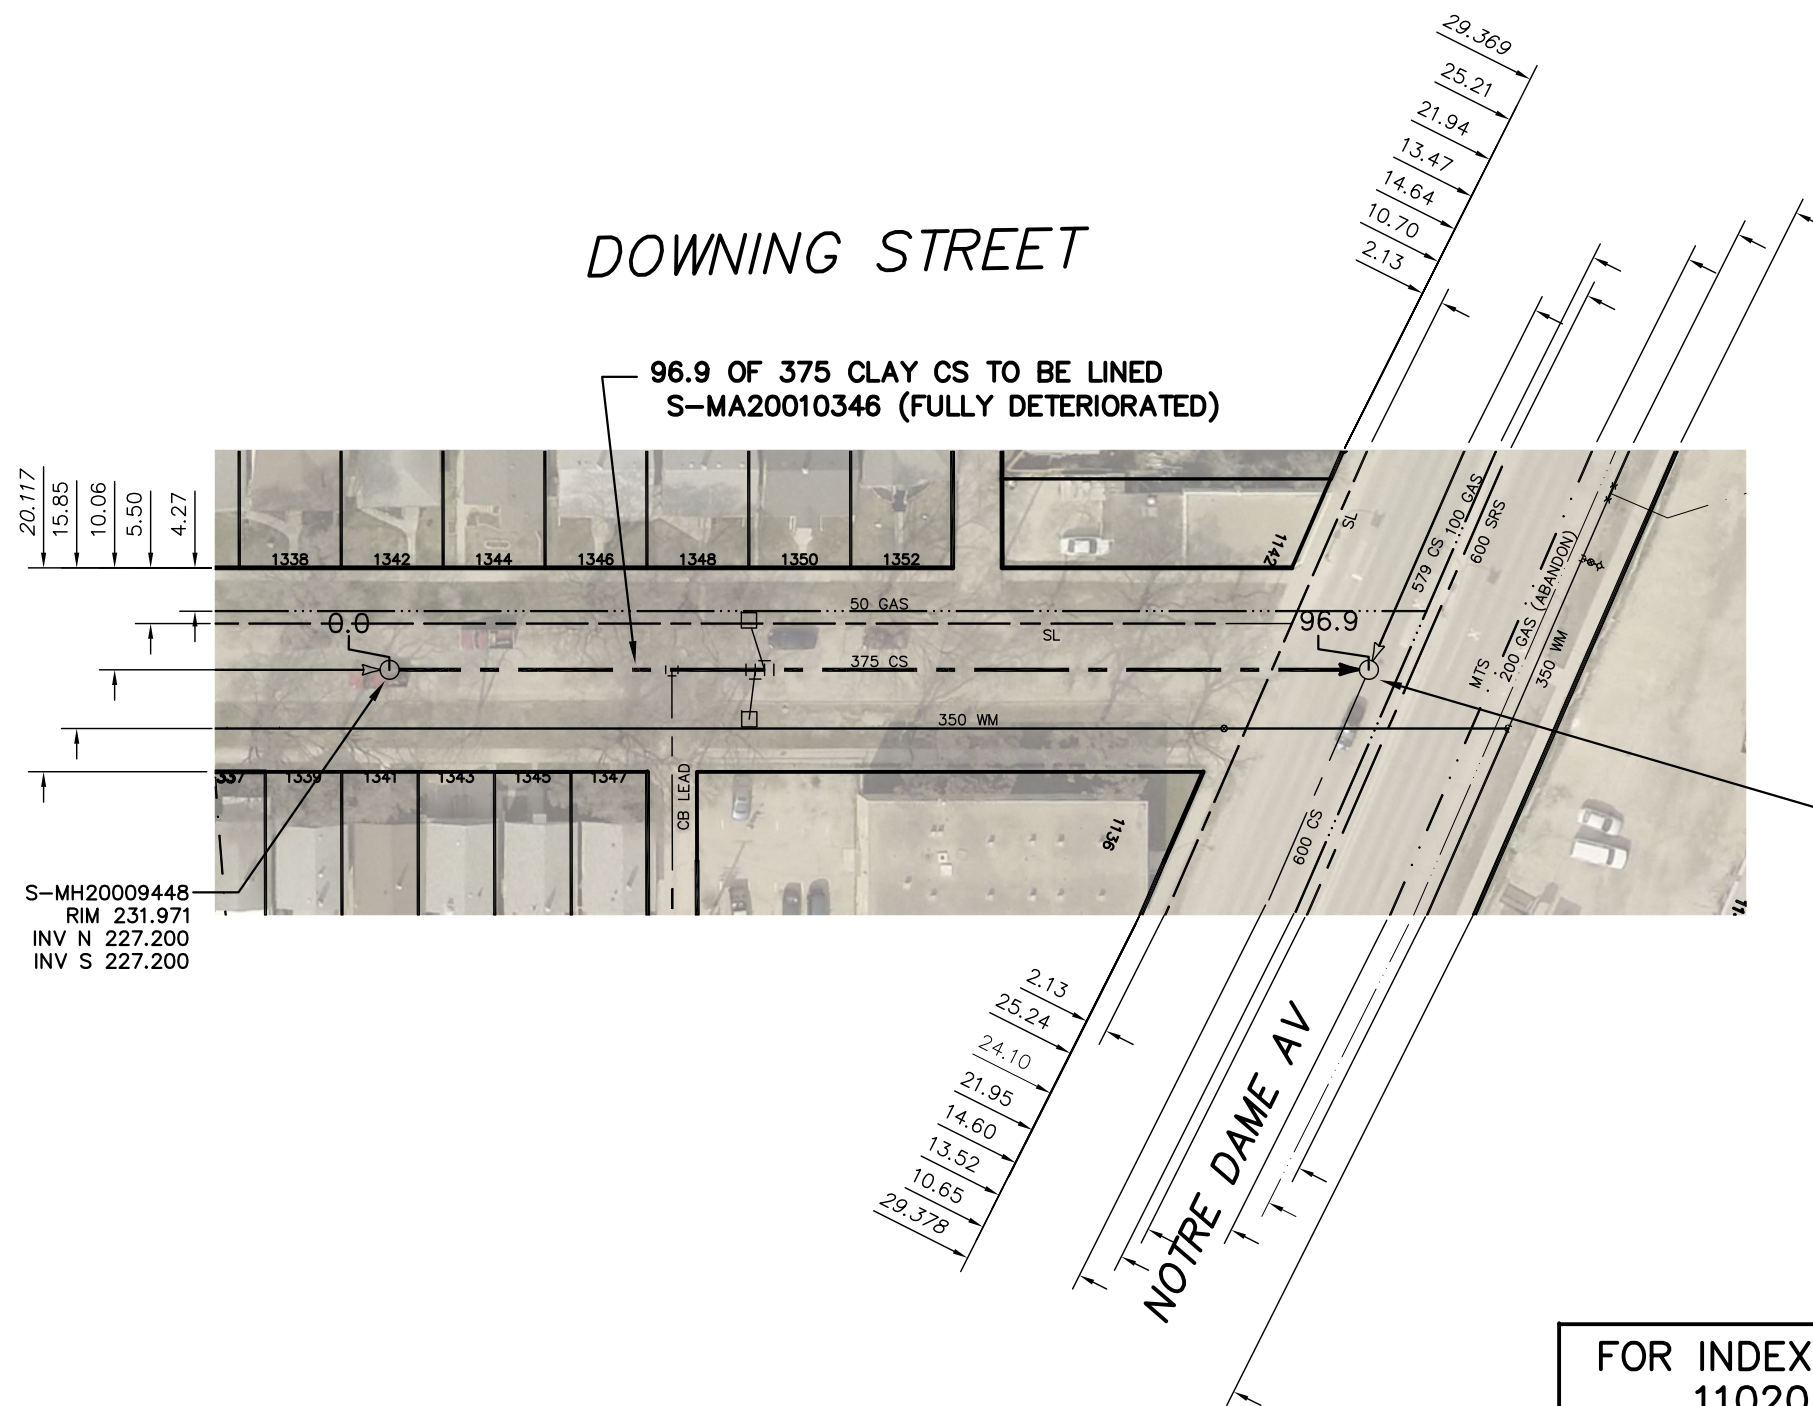 29.369
25.21
21.94
13.47
14.64
10.70
2.13
DOWNING STREET
96.9 OF 375 CLAY CS TO BE LINED
S-MA20010346 (FULLY DETERIORATED)
20.117
15.85
10.06
5.50
4.27
1338
1342
1344
1346
1348
1350
1352
1142
SL
579 CS
100 GAS
600 SRS
50 GAS
0.0
SL
96.9
375 CS
350 WM
MTS
200 GAS (ABANDON)
350 WM
337
1339
1341
1343
1345
1347
CB LEAD
1136
600 CS
S-MH20009448
RIM 231.971
INV N 227.200
INV S 227.200
2.13
25.24
24.10
21.95
14.60
13.52
10.65
29.378
NOTRE DAME AV
FOR INDEX
11020